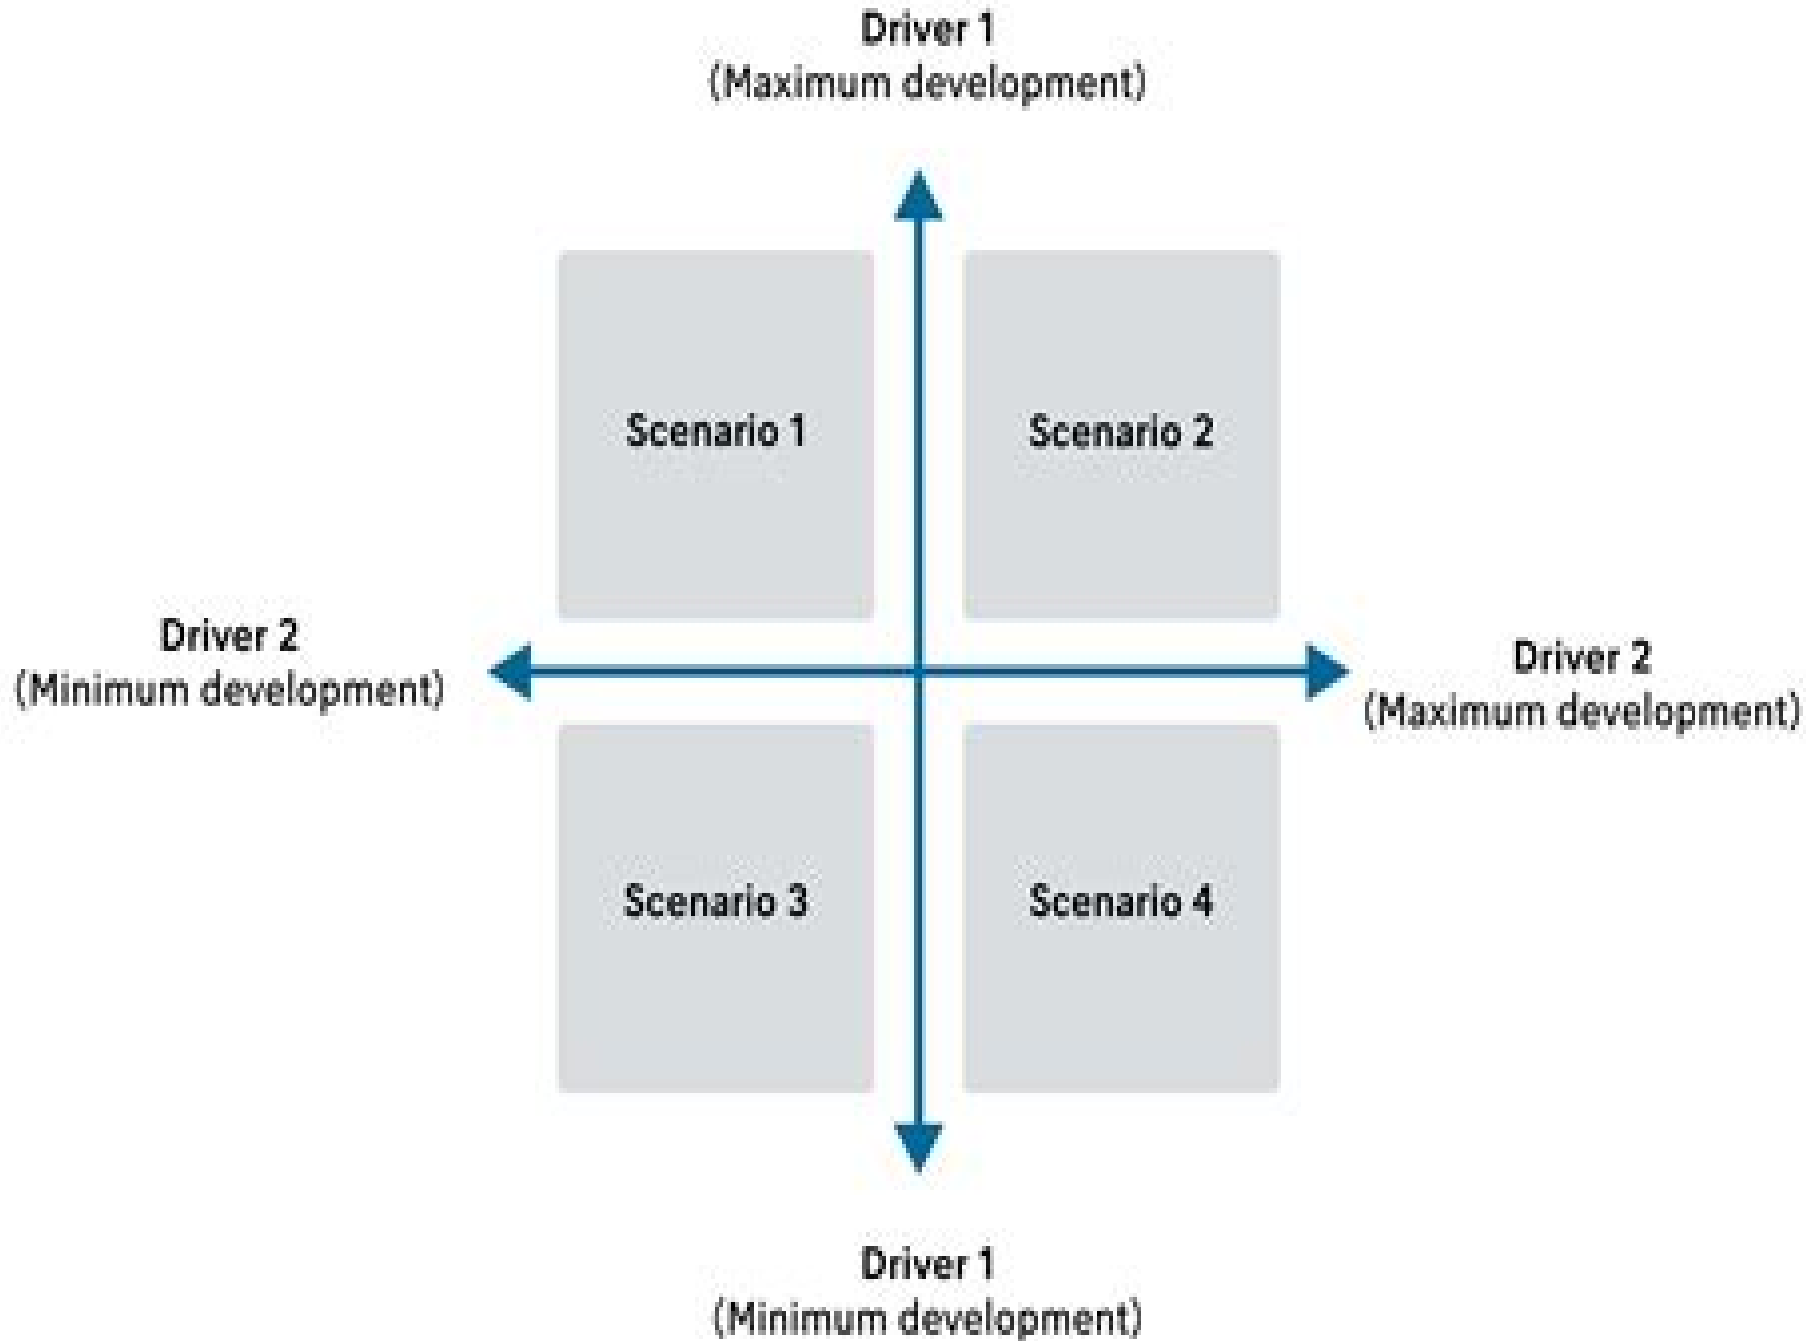 Driver 1
(Maximum development)
Scenario 1
Scenario 2
Driver 2
(Minimum development)
Driver 2
(Maximum development)
Scenario 3
Scenario 4
Driver 1
(Minimum development)